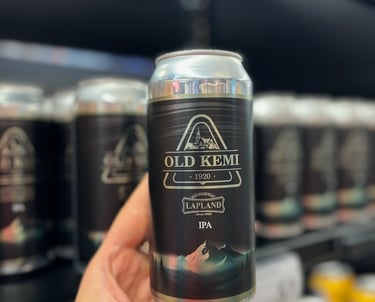 OLD KEMI
1920
LAPLAND
IPA